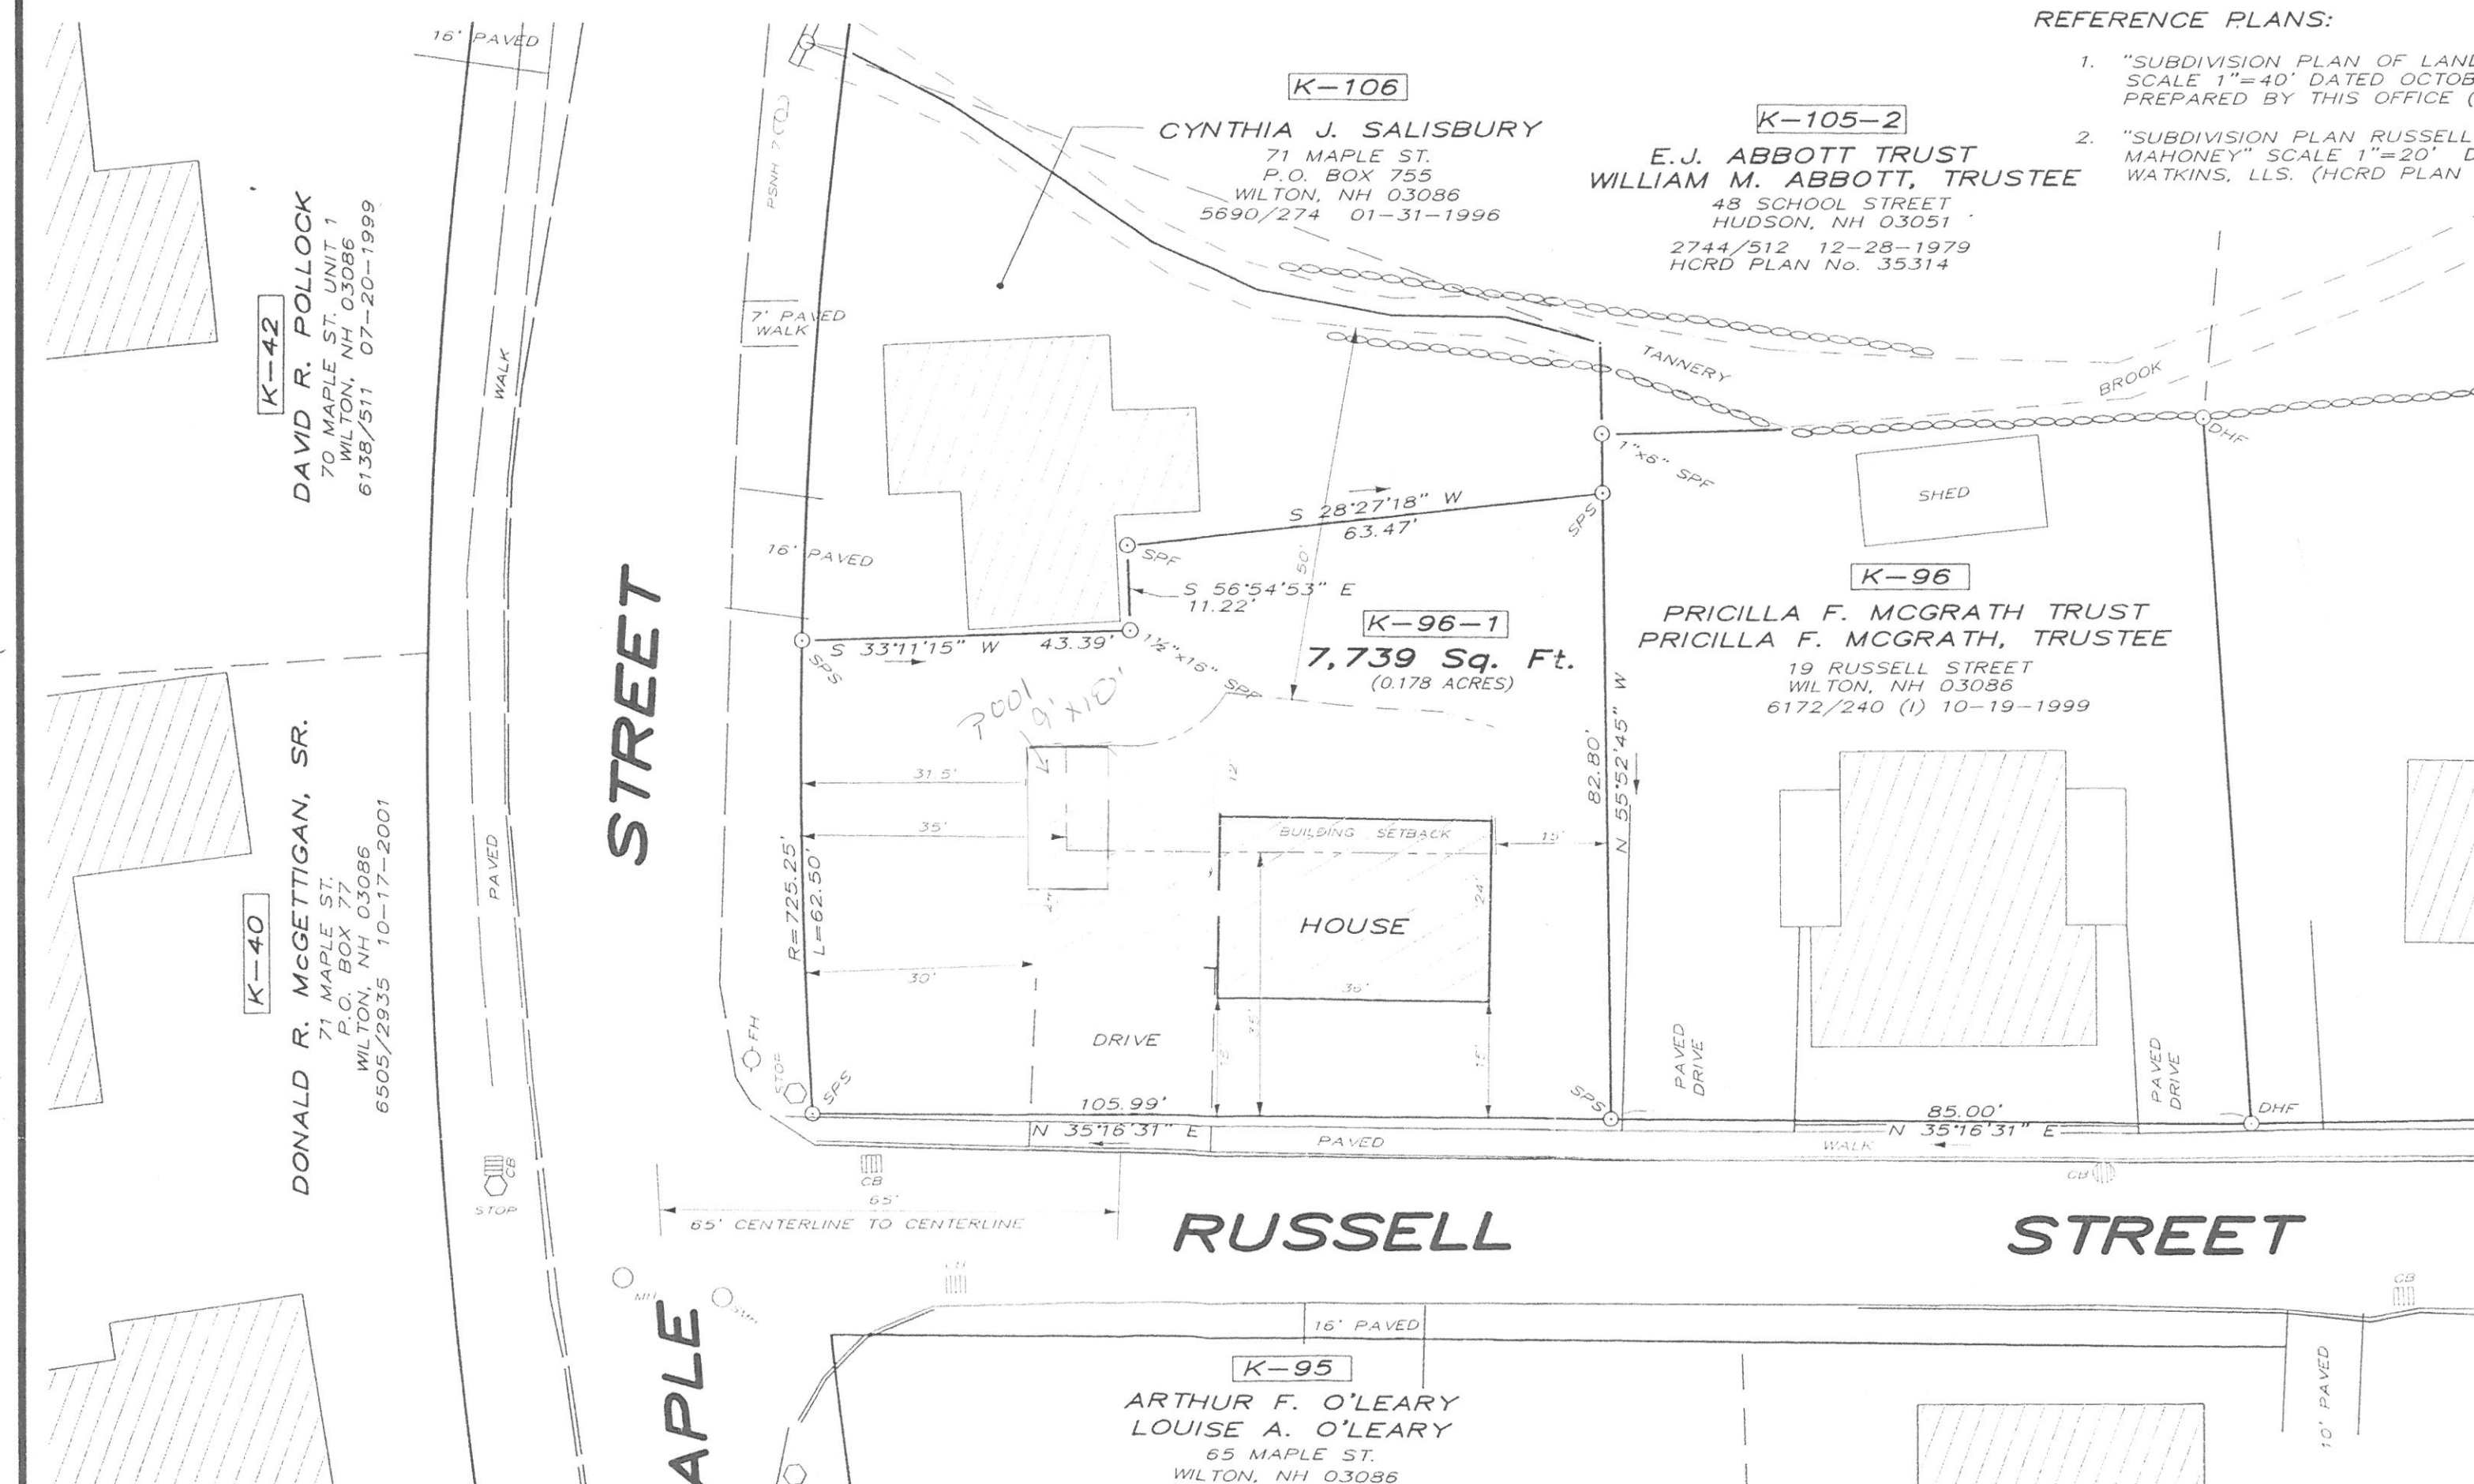 REFERENCE PLANS:
1. "SUBDIVISION PLAN OF LAND
SCALE 1"=40' DATED OCTOB
PREPARED BY THIS OFFICE (
2. "SUBDIVISION PLAN RUSSELL
MAHONEY" SCALE 1"=20' D
WATKINS, LLS. (HCRD PLAN
16' PAVED
K-106
CYNTHIA J. SALISBURY
71 MAPLE ST.
P.O. BOX 755
WILTON, NH 03086
5690/274 01-31-1996
K-105-2
E.J. ABBOTT TRUST
WILLIAM M. ABBOTT, TRUSTEE
48 SCHOOL STREET
HUDSON, NH 03051
2744/512 12-28-1979
HCRD PLAN No. 35314
PSNH 7
K-42
DAVID R. POLLOCK
70 MAPLE ST. UNIT 1
WILTON, NH 03086
6138/511 07-20-1999
WALK
7' PAVED
WALK
TANNERY
BROOK
DHF
1"x6" SPF
SHED
S 28°27'18" W
63.47'
SPS
50'
16' PAVED
SPF
S 56°54'53" E
11.22'
S 33°11'15" W 43.39'
SPS
1½"x16" SPF
K-96-1
7,739 Sq. Ft.
(0.178 ACRES)
K-96
PRICILLA F. MCGRATH TRUST
PRICILLA F. MCGRATH, TRUSTEE
19 RUSSELL STREET
WILTON, NH 03086
6172/240 (I) 10-19-1999
STREET
K-40
DONALD R. McGETTIGAN, SR.
71 MAPLE ST.
P.O. BOX 77
WILTON, NH 03086
6505/2935 10-17-2001
PAVED
31.5'
12'
35'
BUILDING SETBACK
15'
82.80'
N 55°52'45" W
R=725.25'
L=62.50'
24'
HOUSE
30'
36'
35'
15'
15'
DRIVE
FH
STOP
SPS
105.99'
N 35°16'31" E
PAVED
SPS
PAVED
DRIVE
PAVED
DRIVE
85.00'
N 35°16'31" E
DHF
WALK
CB
STOP
CB
CB
65'
65' CENTERLINE TO CENTERLINE
RUSSELL
STREET
MH
CB
CB
APLE
16' PAVED
10' PAVED
K-95
ARTHUR F. O'LEARY
LOUISE A. O'LEARY
65 MAPLE ST.
WILTON, NH 03086